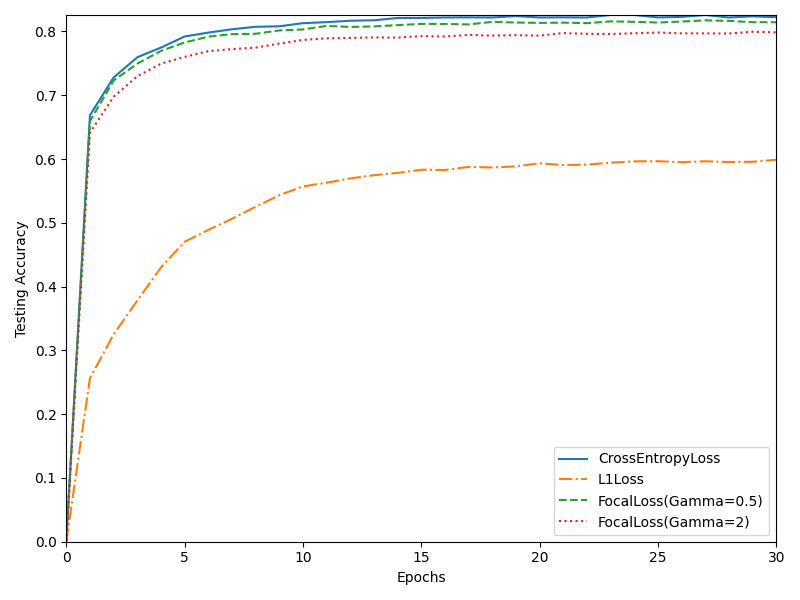 0.8
0.7
0.6
0.5
0.4
0.3
0.2
0.1
0.0
Testing Accuracy
0 5 10 15 20 25 30
Epochs
CrossEntropyLoss
L1Loss
FocalLoss(Gamma=0.5)
FocalLoss(Gamma=2)